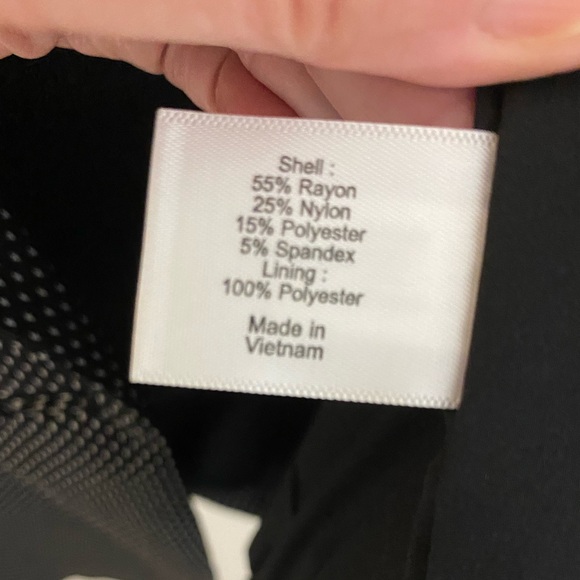 Shell :
55% Rayon
25% Nylon
15% Polyester
5% Spandex
Lining :
100% Polyester
Made in
Vietnam